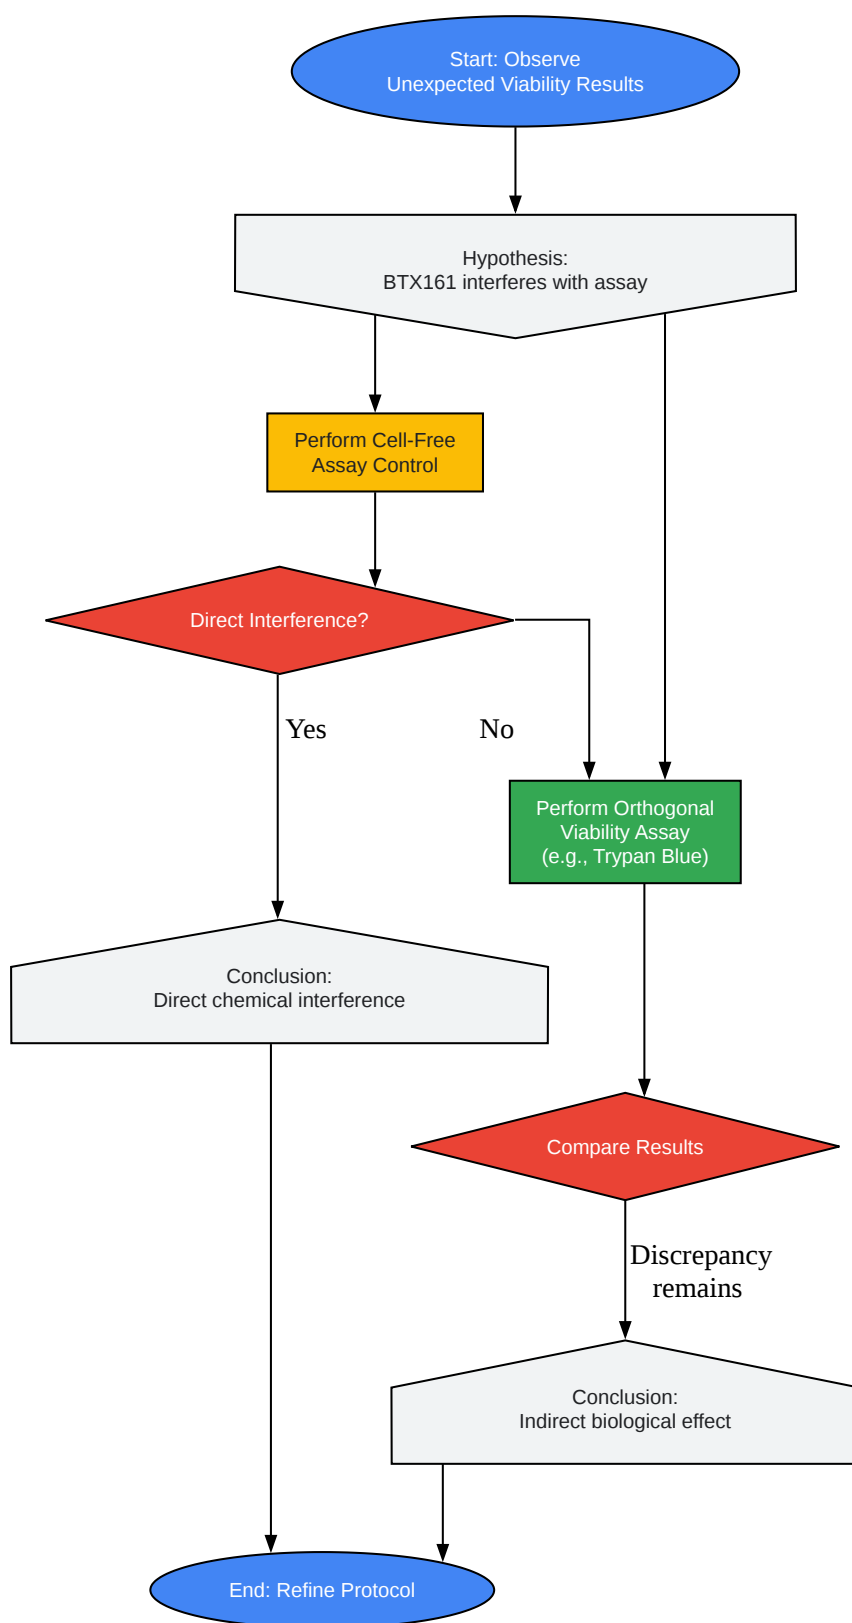 Start: Observe
Unexpected Viability Results
Hypothesis:
BTX161 interferes with assay
Perform Cell-Free
Assay Control
Direct Interference?
Yes
No
Perform Orthogonal
Viability Assay
(e.g., Trypan Blue)
Conclusion:
Direct chemical interference
Compare Results
Discrepancy
remains
Conclusion:
Indirect biological effect
End: Refine Protocol